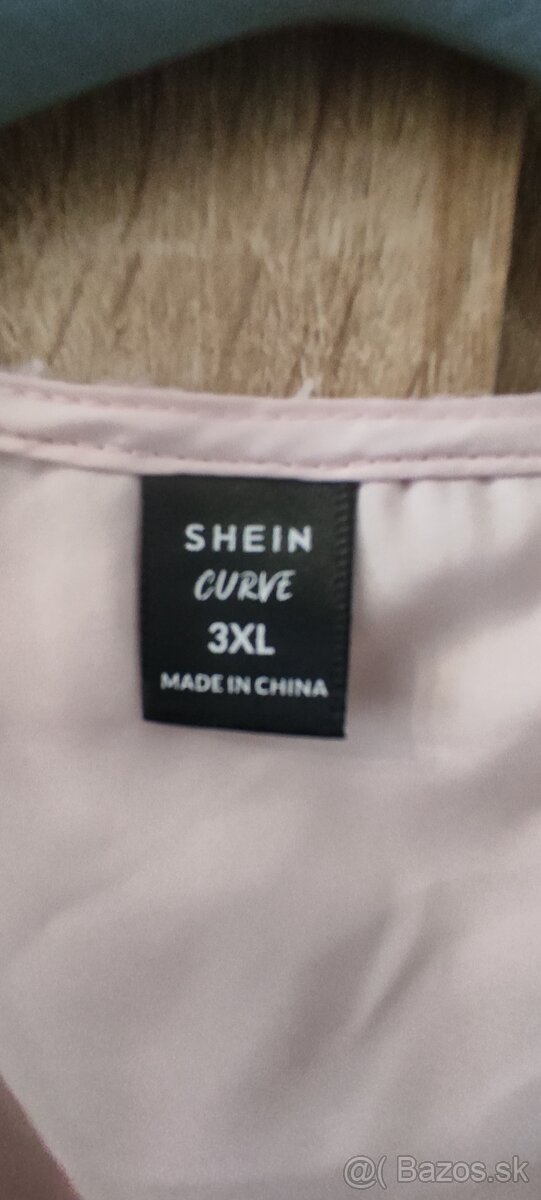 SHEIN
CURVE
3XL
MADE IN CHINA
@( Bazos.sk